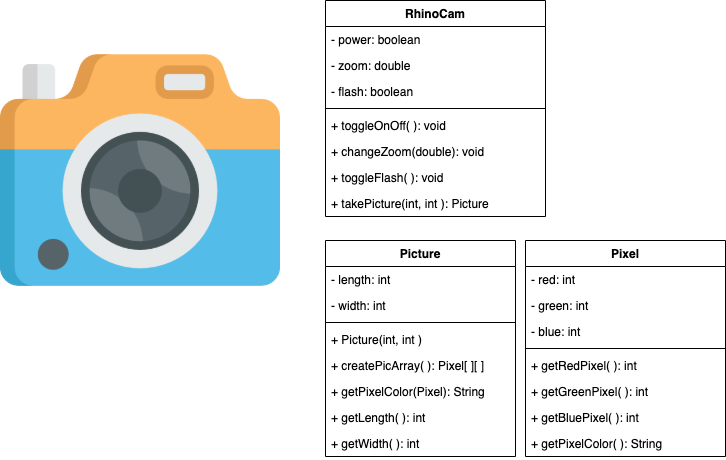 RhinoCam
- power: boolean
- zoom: double
- flash: boolean
+ toggleOnOff( ): void
+ changeZoom(double): void
+ toggleFlash( ): void
+ takePicture(int, int ): Picture
Picture
- length: int
- width: int
+ Picture(int, int )
+ createPicArray( ): Pixel[ ][ ]
+ getPixelColor(Pixel): String
+ getLength( ): int
+ getWidth( ): int
Pixel
- red: int
- green: int
- blue: int
+ getRedPixel( ): int
+ getGreenPixel( ): int
+ getBluePixel( ): int
+ getPixelColor( ): String